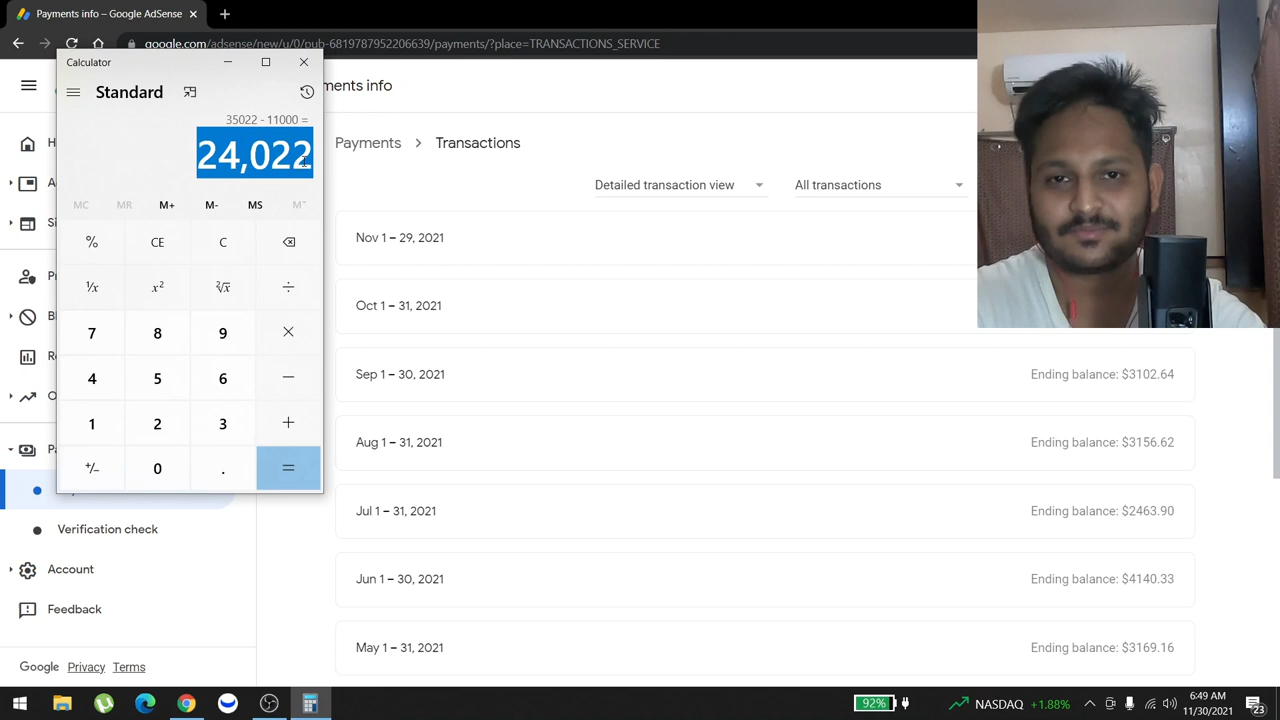 Payments info – Google AdSense
google.com/adsense/new/u/0/pub-6819787952206639/payments/?place=TRANSACTIONS_SERVICE
Calculator
ments info
Standard
35022 - 11000 =
24,022
MC MR M+ M- MS M
% CE C
1/x x² ²√x ÷
7 8 9 ×
4 5 6 −
1 2 3 +
+/− 0 . =
Verification check
Account
Feedback
Google Privacy Terms
Payments > Transactions
Detailed transaction view All transactions
Nov 1 – 29, 2021
Oct 1 – 31, 2021
Sep 1 – 30, 2021 Ending balance: $3102.64
Aug 1 – 31, 2021 Ending balance: $3156.62
Jul 1 – 31, 2021 Ending balance: $2463.90
Jun 1 – 30, 2021 Ending balance: $4140.33
May 1 – 31, 2021 Ending balance: $3169.16
92% NASDAQ +1.88% 6:49 AM
11/30/2021 23